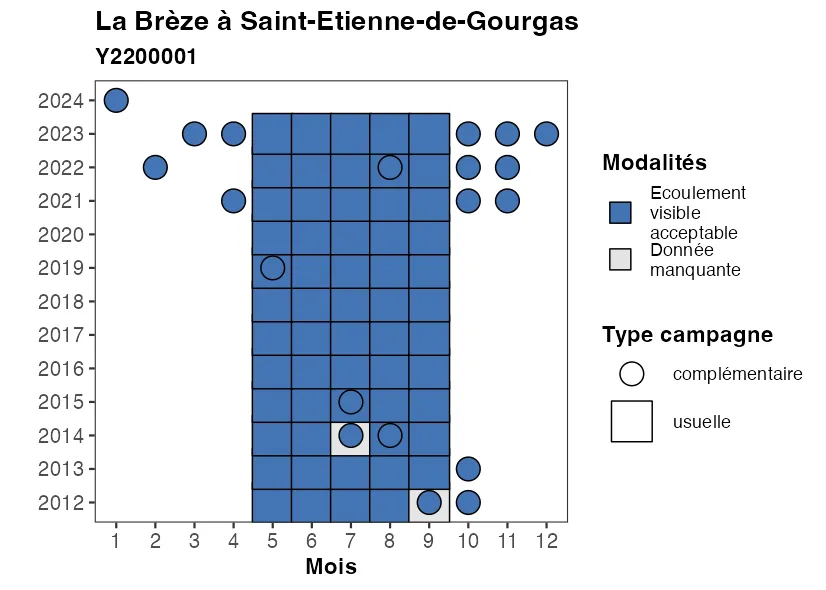 La Brèze à Saint-Etienne-de-Gourgas
Y2200001
2024
2023
2022
2021
2020
2019
2018
2017
2016
2015
2014
2013
2012
1 2 3 4 5 6 7 8 9 10 11 12
Mois
Modalités
Ecoulement
visible
acceptable
Donnée
manquante
Type campagne
complémentaire
usuelle